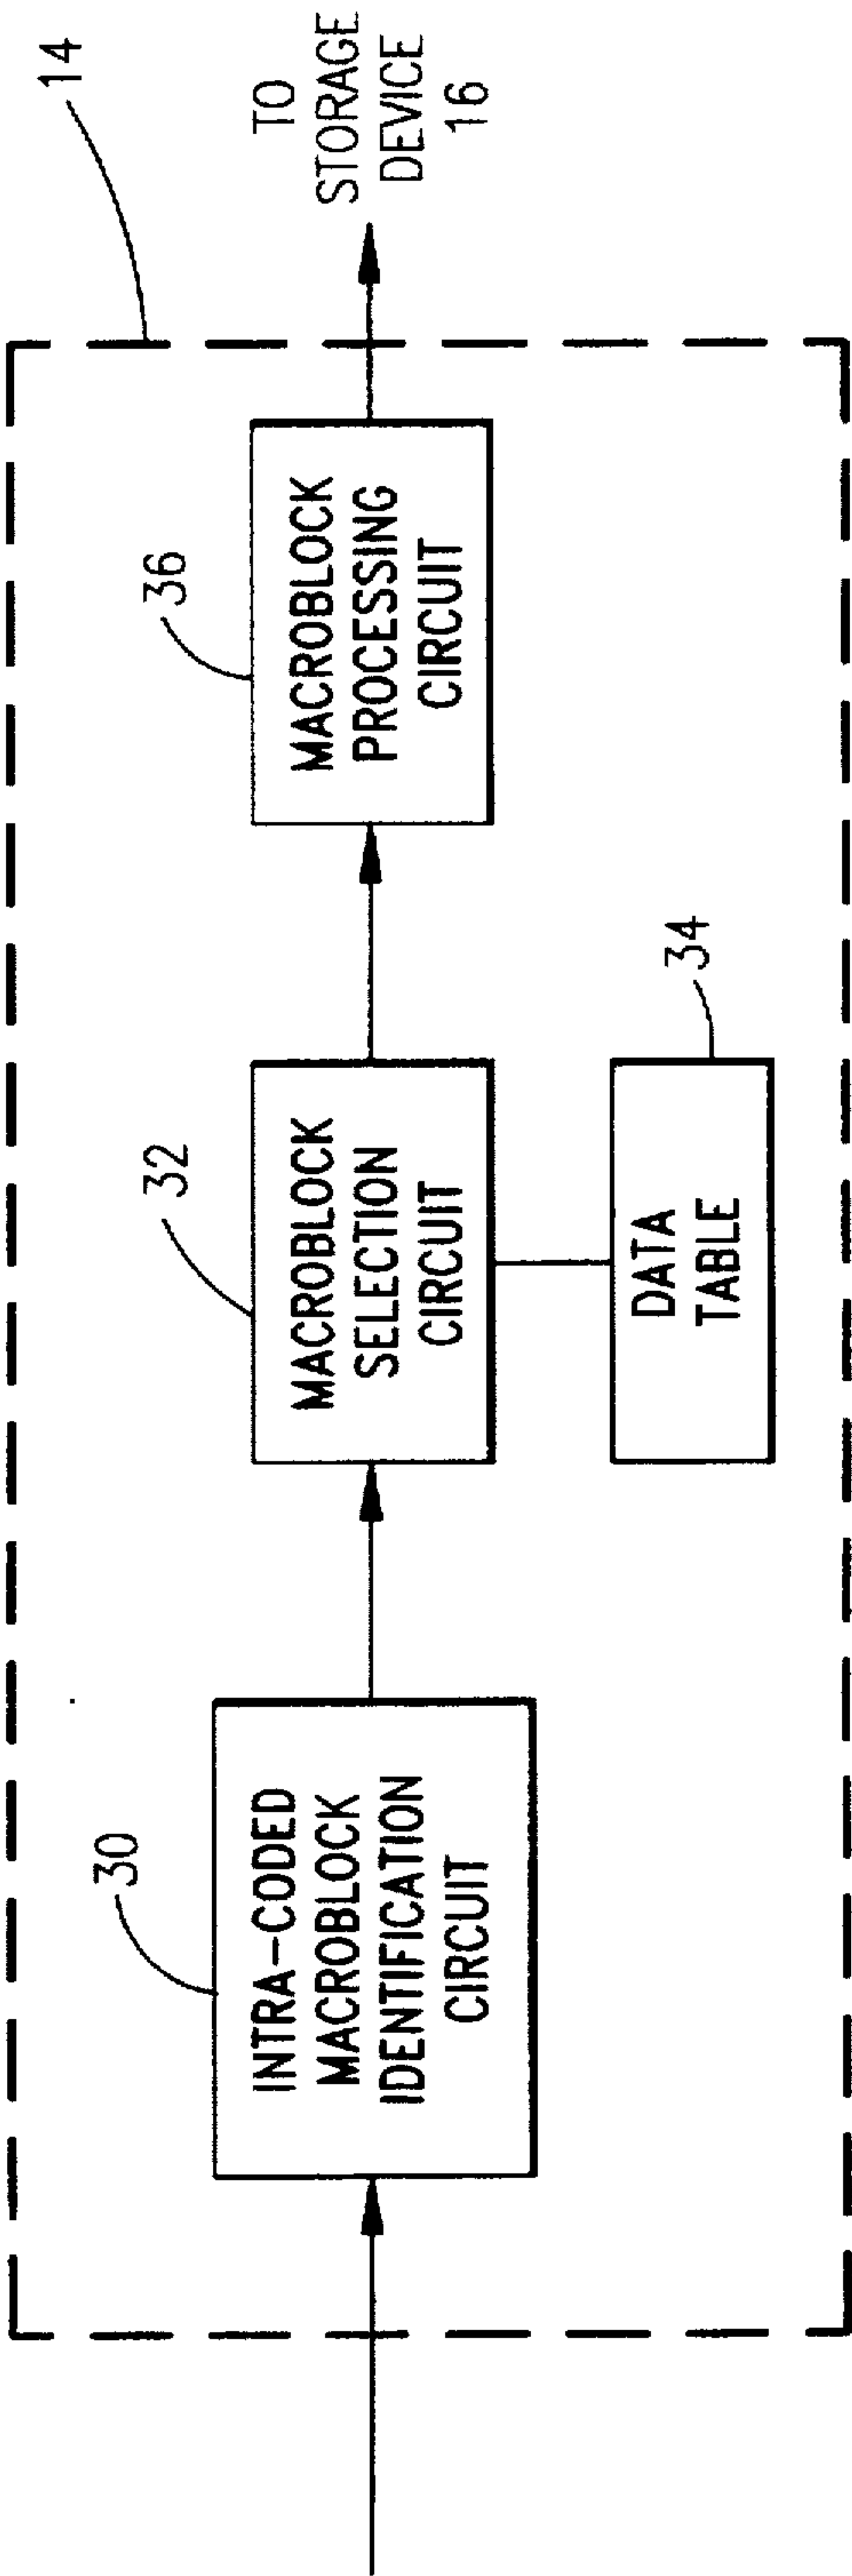 14
30
INTRA-CODED
MACROBLOCK
IDENTIFICATION
CIRCUIT
32
MACROBLOCK
SELECTION
CIRCUIT
36
MACROBLOCK
PROCESSING
CIRCUIT
TO
STORAGE
DEVICE
16
DATA
TABLE
34